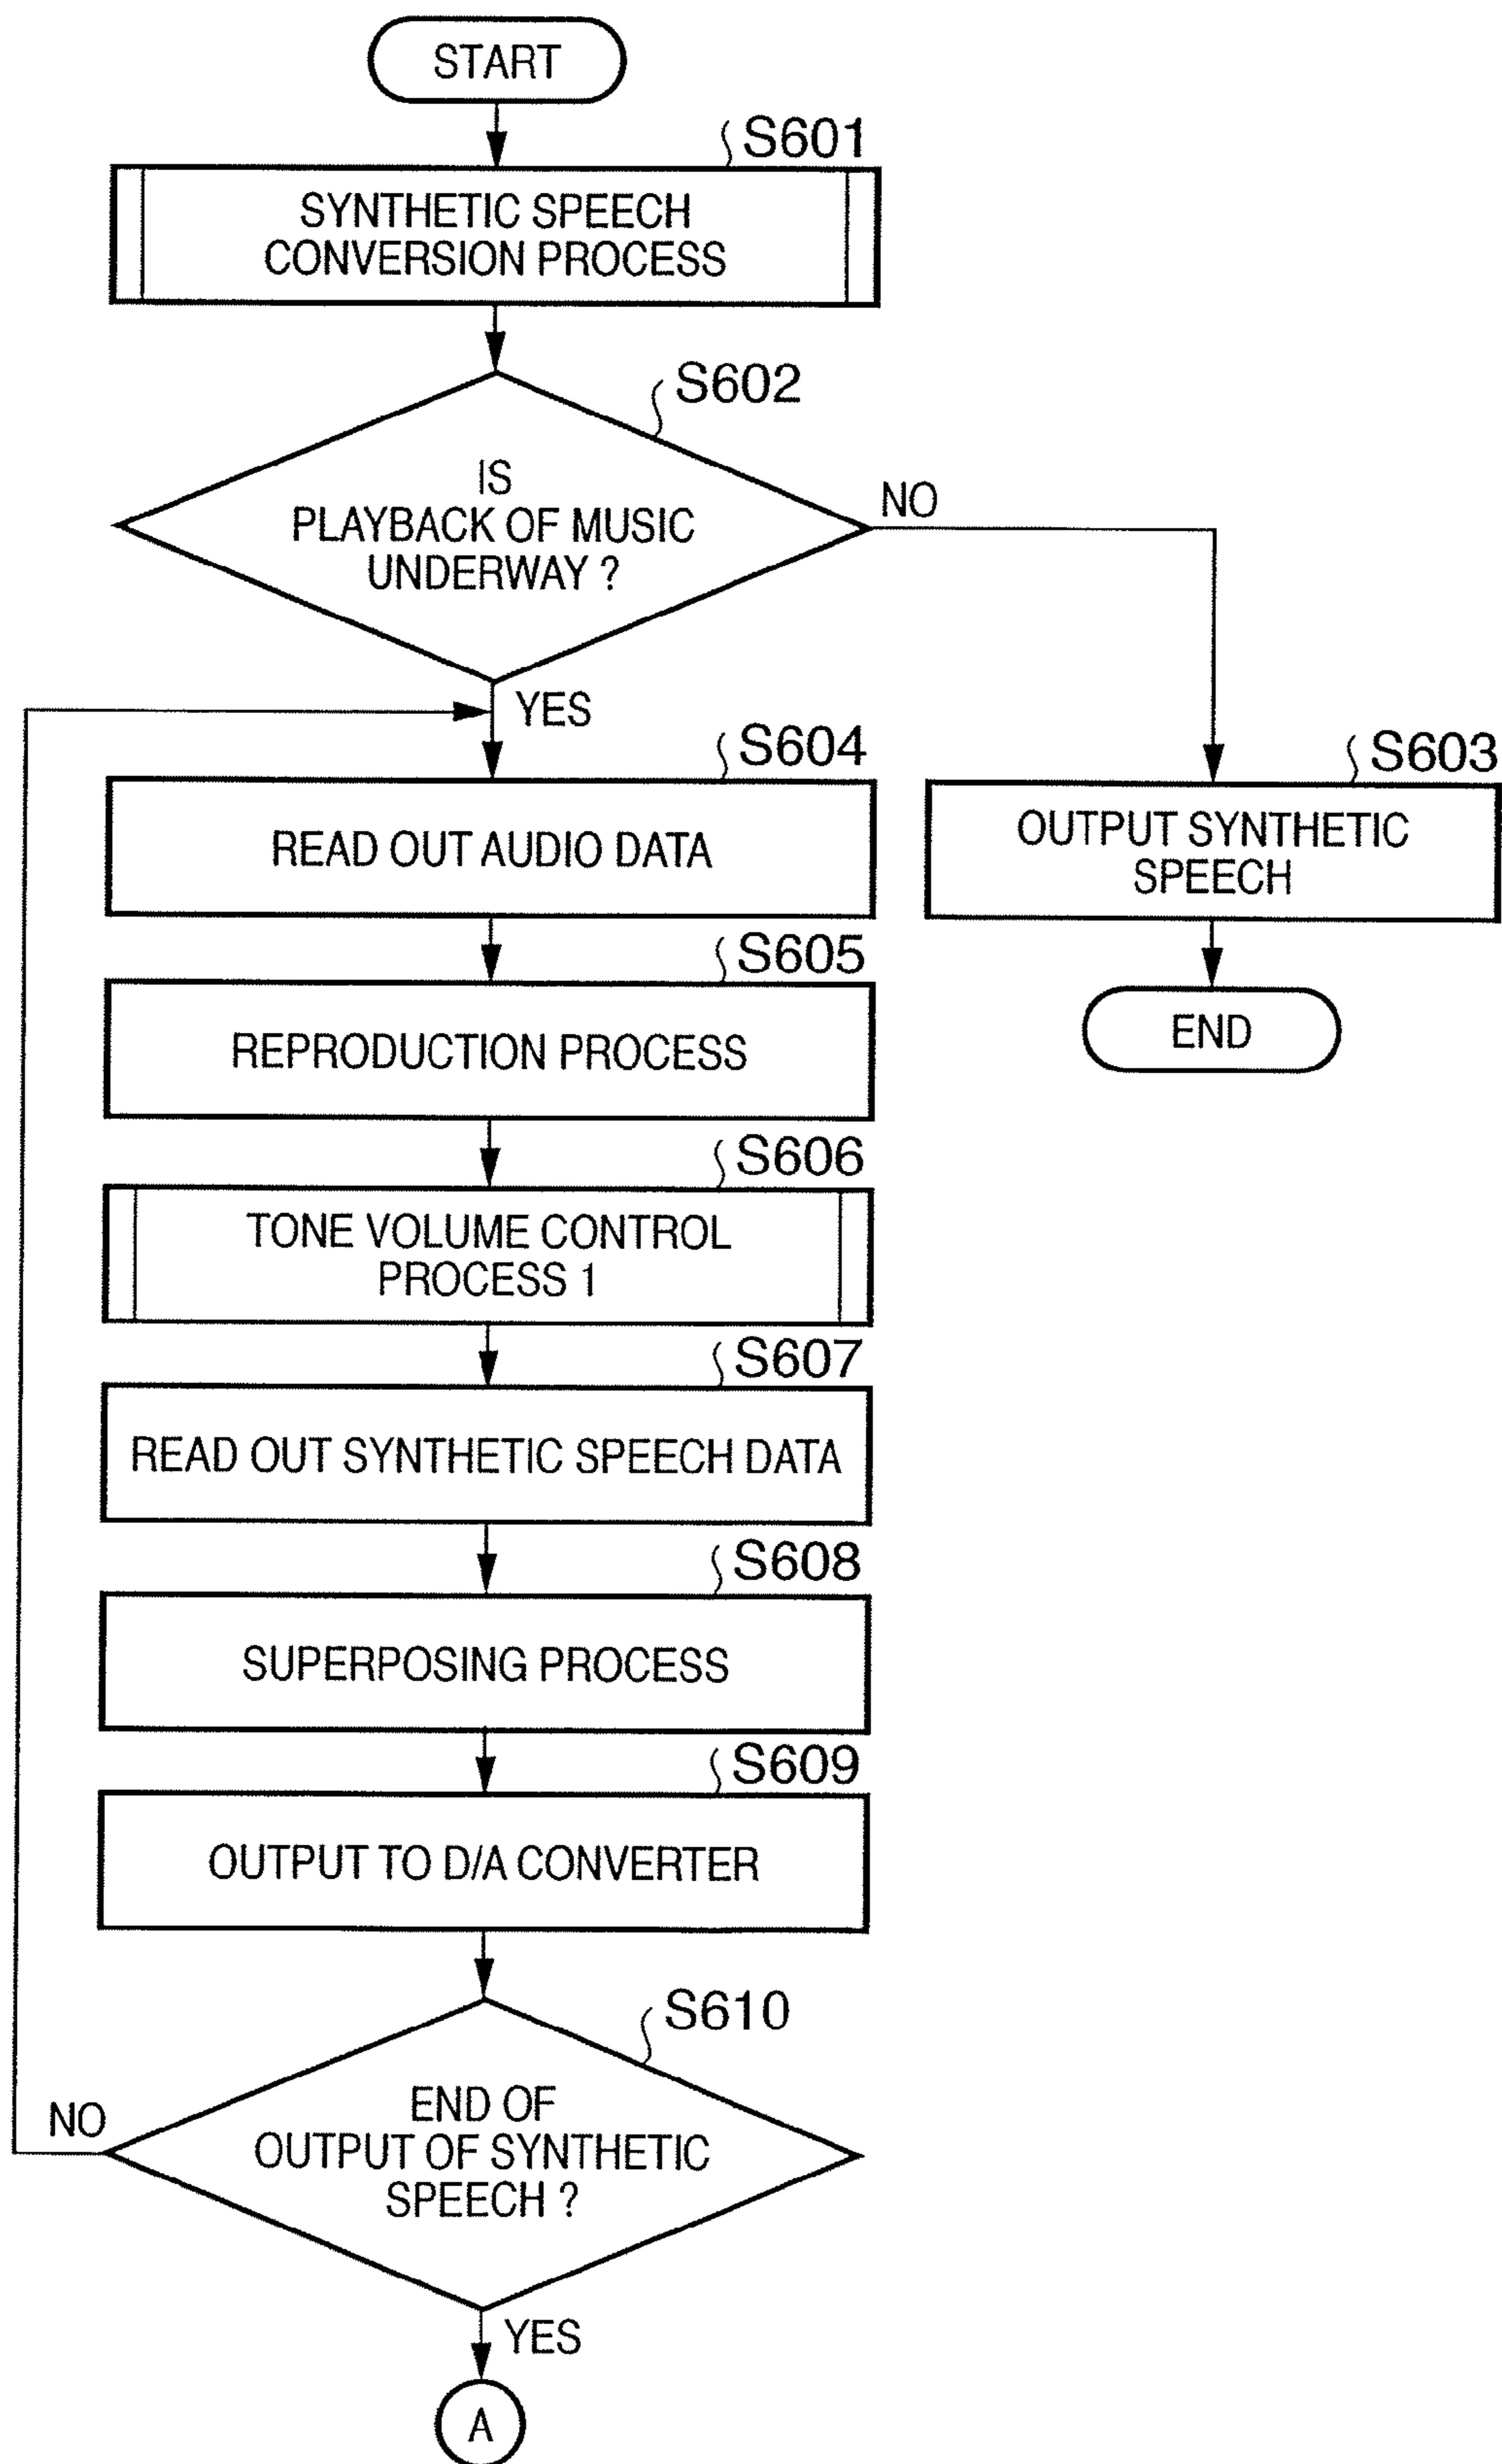 START
S601
SYNTHETIC SPEECH
CONVERSION PROCESS
S602
IS
PLAYBACK OF MUSIC
UNDERWAY ?
NO
YES
S604
READ OUT AUDIO DATA
S603
OUTPUT SYNTHETIC
SPEECH
S605
REPRODUCTION PROCESS
END
S606
TONE VOLUME CONTROL
PROCESS 1
S607
READ OUT SYNTHETIC SPEECH DATA
S608
SUPERPOSING PROCESS
S609
OUTPUT TO D/A CONVERTER
S610
END OF
OUTPUT OF SYNTHETIC
SPEECH ?
NO
YES
A